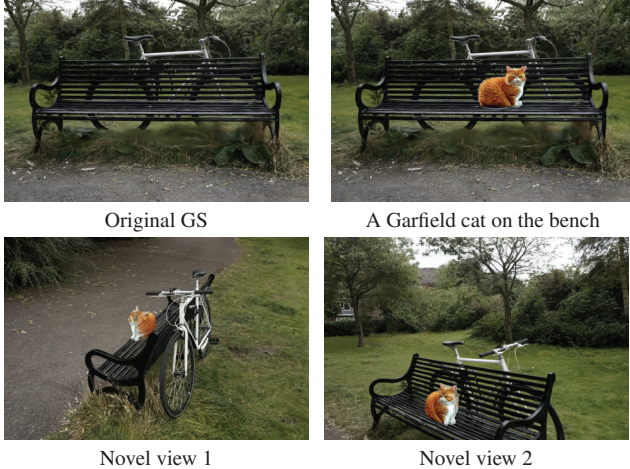 Original GS
A Garfield cat on the bench
Novel view 1
Novel view 2